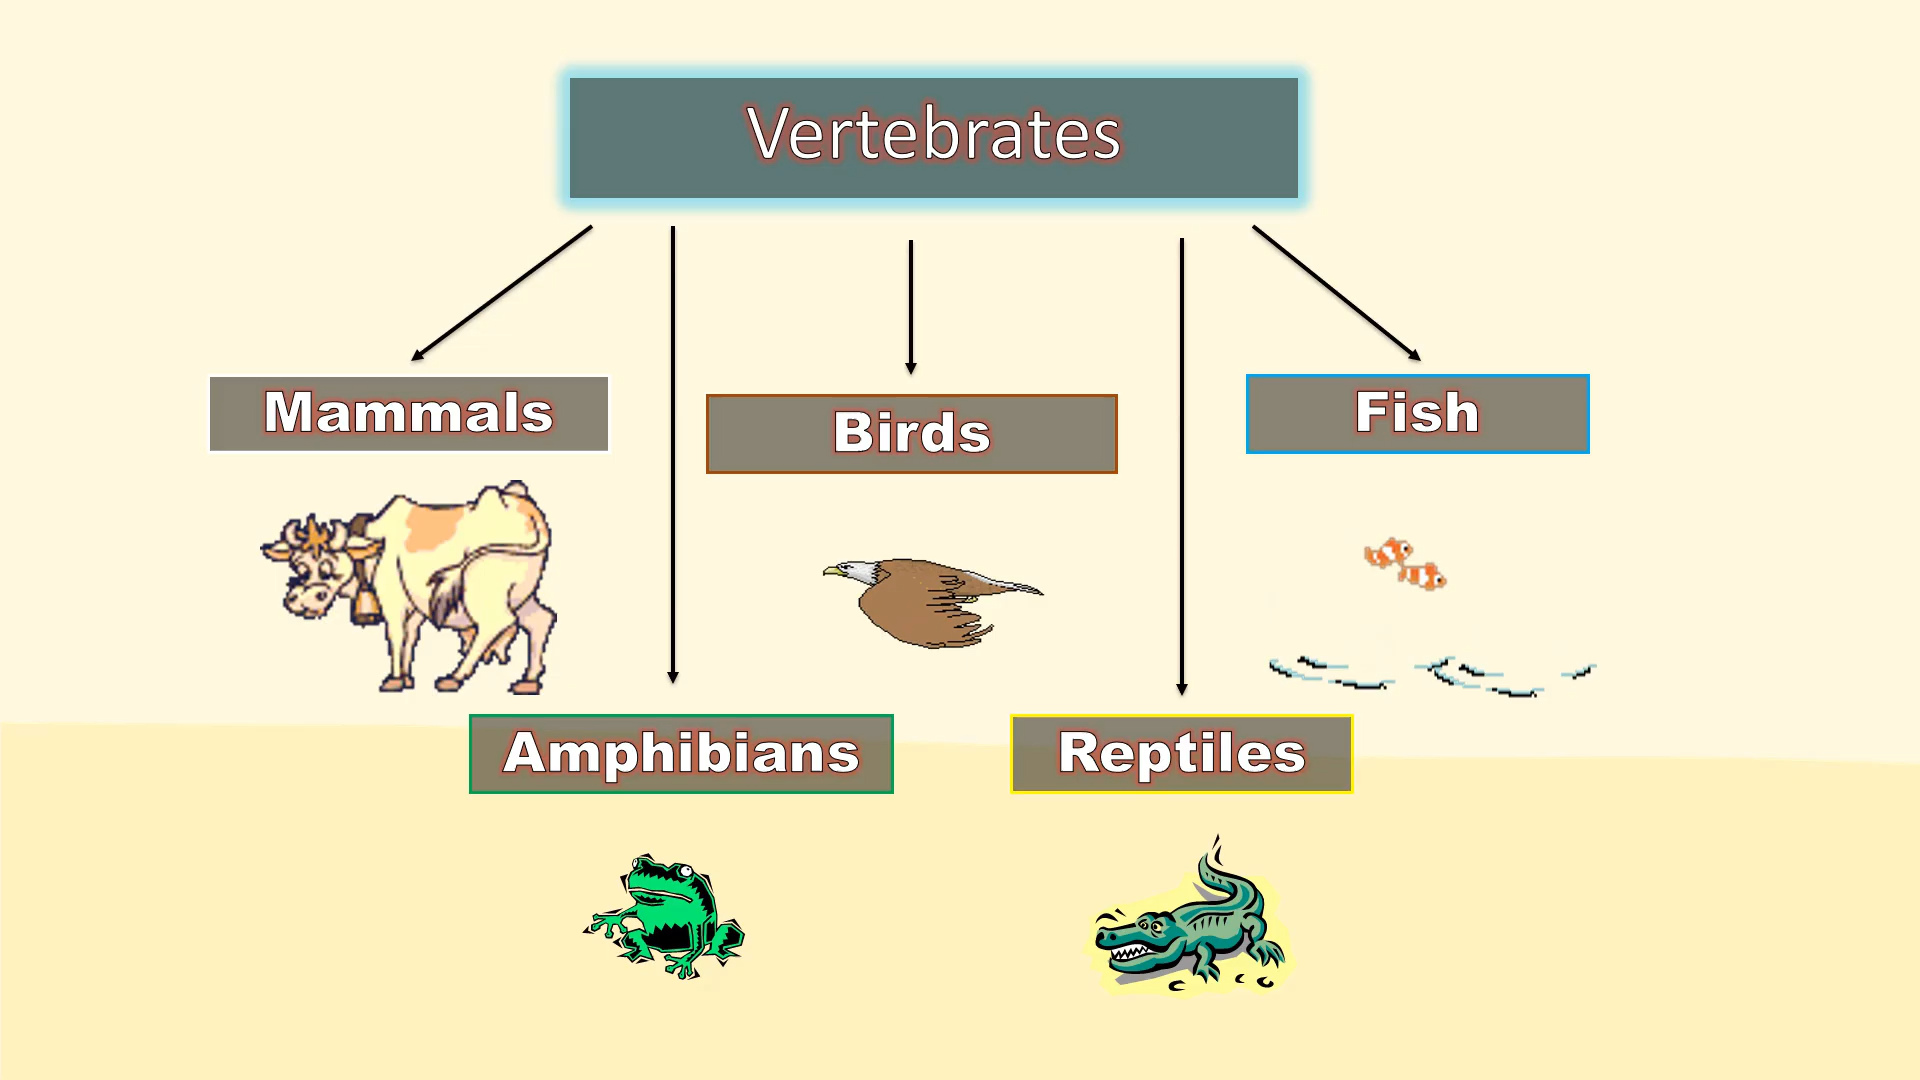 Vertebrates
Mammals
Birds
Fish
Amphibians
Reptiles